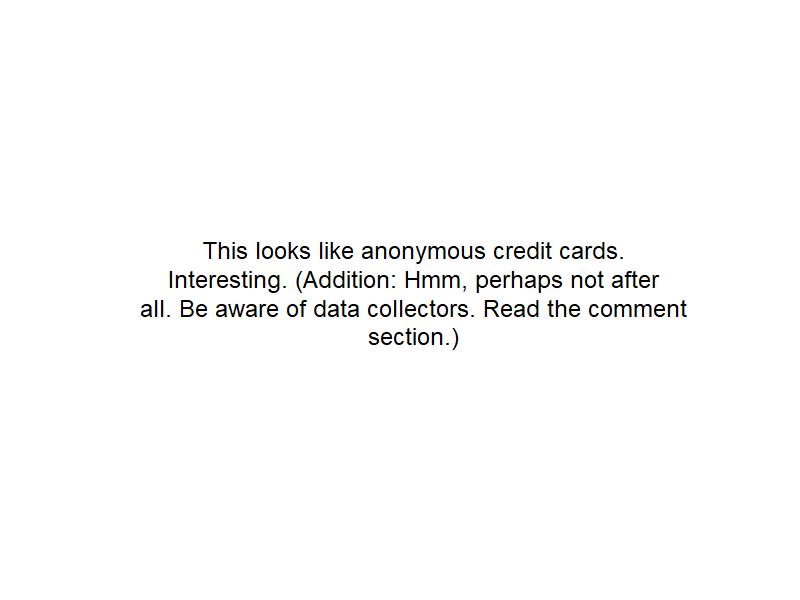 This looks like anonymous credit cards.
Interesting. (Addition: Hmm, perhaps not after
all. Be aware of data collectors. Read the comment
section.)